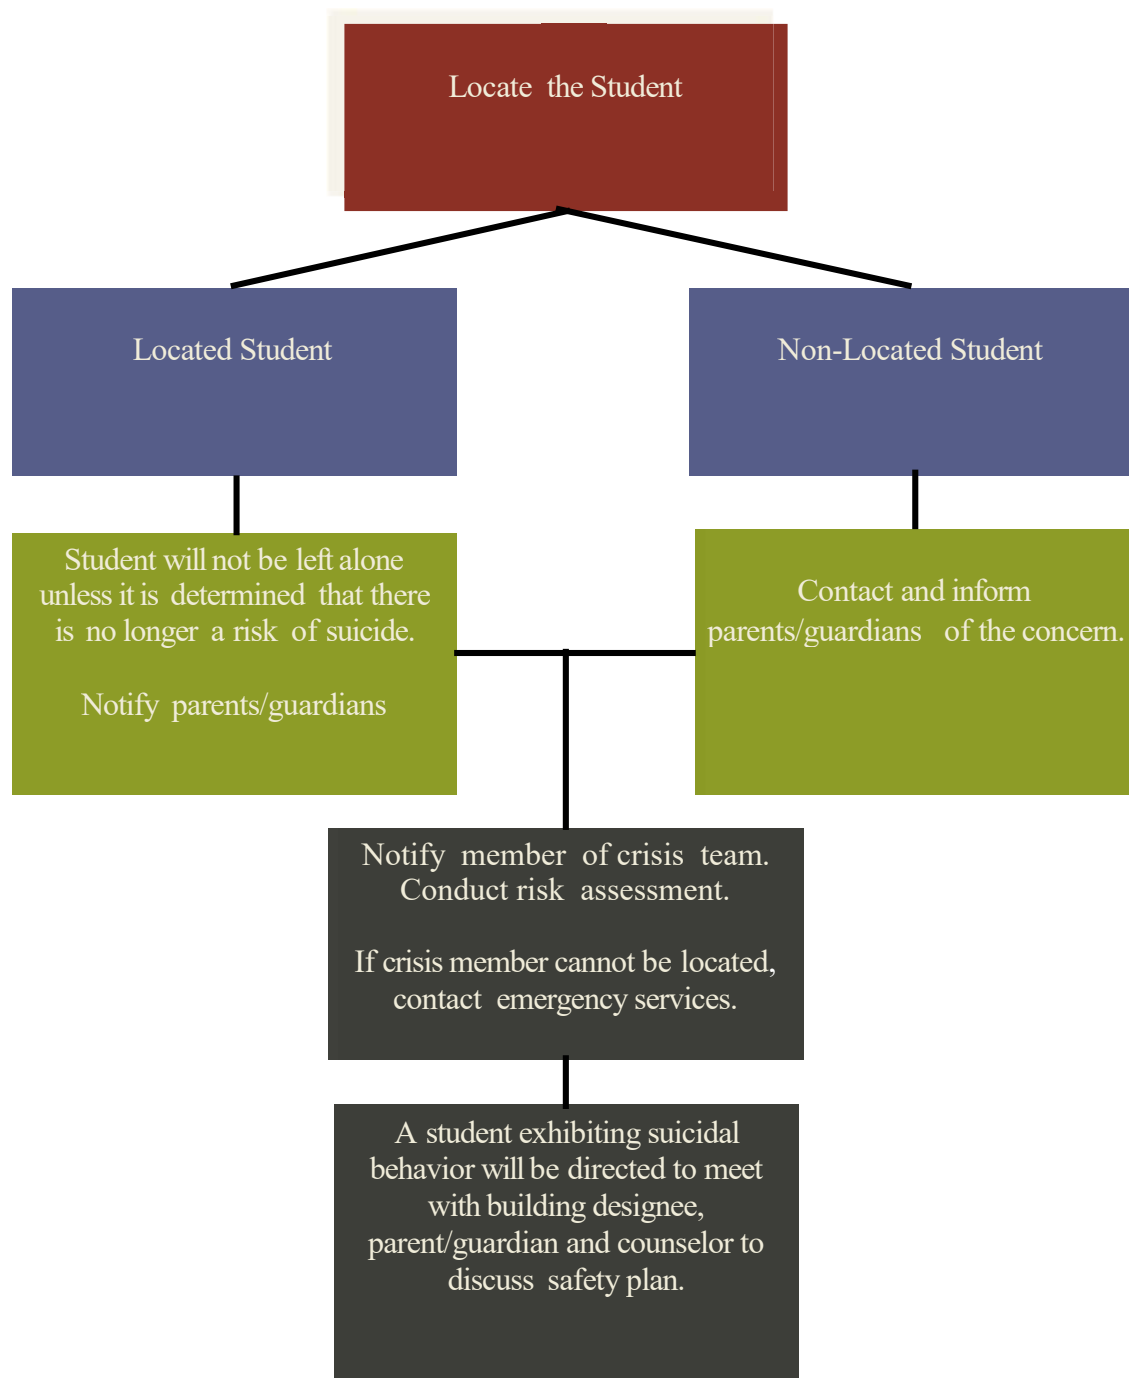 Locate the Student
Located Student
Non-Located Student
Student will not be left alone
unless it is determined that there
is no longer a risk of suicide.
Notify parents/guardians
Contact and inform
parents/guardians of the concern.
Notify member of crisis team.
Conduct risk assessment.
If crisis member cannot be located,
contact emergency services.
A student exhibiting suicidal
behavior will be directed to meet
with building designee,
parent/guardian and counselor to
discuss safety plan.